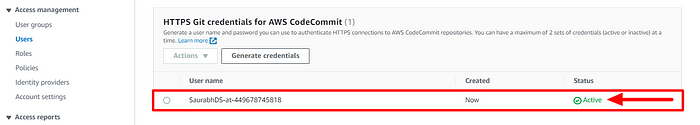 Access management
User groups
Users
Roles
Policies
Identity providers
Account settings
Access reports
HTTPS Git credentials for AWS CodeCommit (1)
Generate a user name and password you can use to authenticate HTTPS connections to AWS CodeCommit repositories. You can have a maximum of 2 sets of credentials (active or inactive) at a
time. Learn more
Actions
Generate credentials
User name Created Status
SaurabhDS-at-449678745818 Now Active